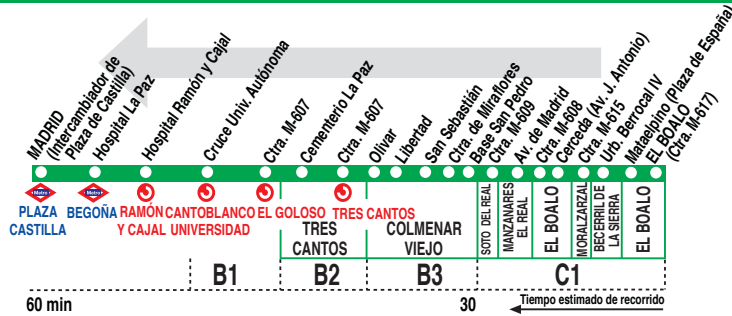 MADRID
(Intercambiador de
Plaza de Castilla)
Hospital La Paz
Hospital Ramón y Cajal
Cruce Univ. Autónoma
Ctra. M-607
Cementerio La Paz
Ctra. M-607
Olivar
Libertad
San Sebastián
Ctra. de Miraflores
Base San Pedro
Ctra. M-609
Av. de Madrid
Ctra. M-608
Cerceda (Av. J. Antonio)
Ctra. M-615
Urb. Berrocal IV
Mataelpino (Plaza de España)
EL BOALO
(Ctra. M-617)
Metro
Metro
PLAZA
CASTILLA
BEGOÑA
RAMÓN
Y CAJAL
CANTOBLANCO
UNIVERSIDAD
EL GOLOSO
TRES CANTOS
TRES
CANTOS
COLMENAR
VIEJO
SOTO DEL REAL
MANZANARES
EL REAL
EL BOALO
MORALZARZAL
BECERRIL DE
LA SIERRA
EL BOALO
B1
B2
B3
C1
60 min
30
Tiempo estimado de recorrido